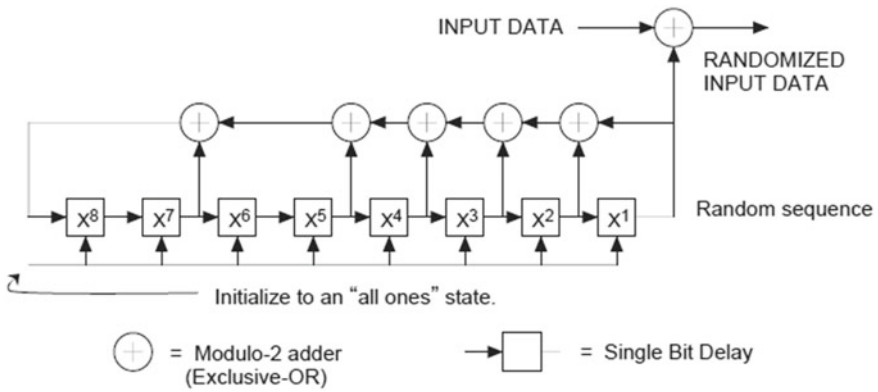 INPUT DATA
RANDOMIZED
INPUT DATA
X⁸ X⁷ X⁶ X⁵ X⁴ X³ X² X¹
Random sequence
Initialize to an “all ones” state.
= Modulo-2 adder
(Exclusive-OR)
= Single Bit Delay